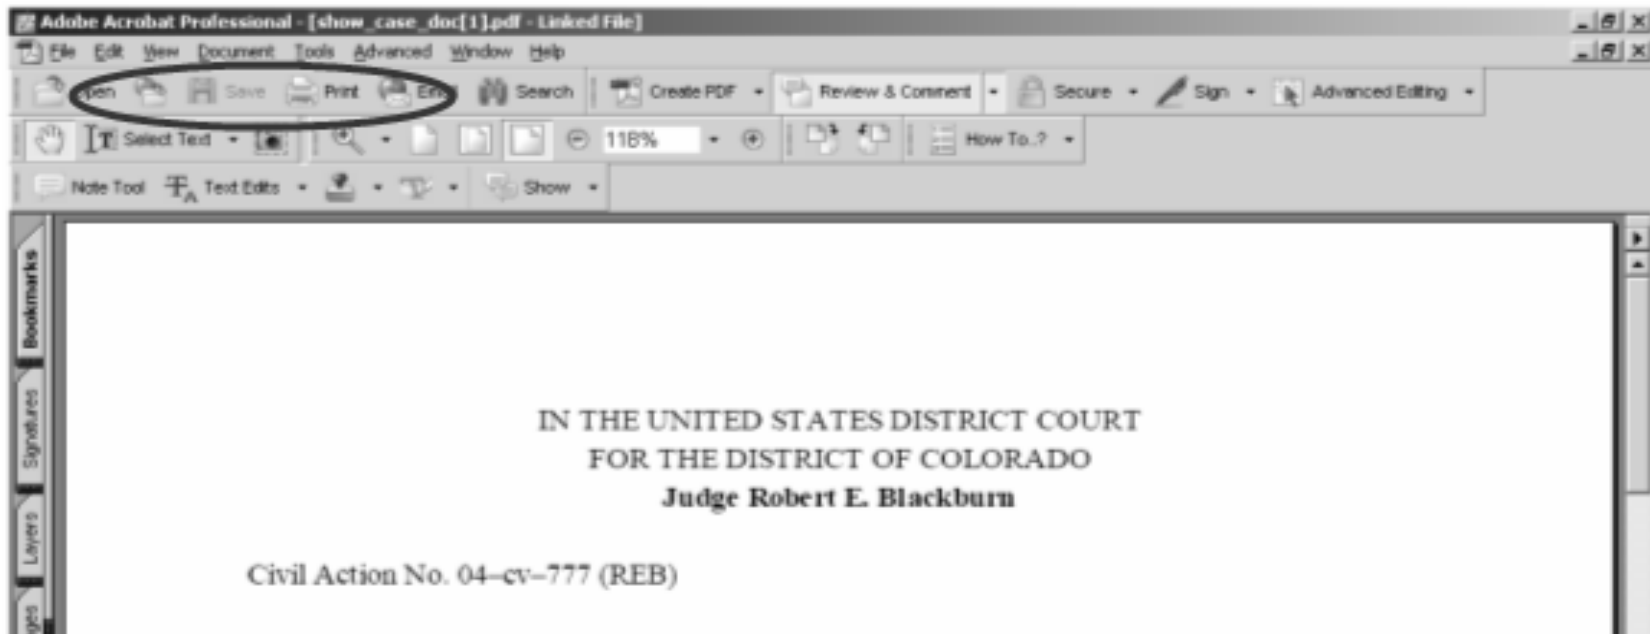 Adobe Acrobat Professional - [show_case_doc[1].pdf - Linked File]
File Edit View Document Tools Advanced Window Help
Open Save Print Search Create PDF Review & Comment Secure Sign Advanced Editing
Select Text 118% How To..?
Note Tool Text Edits Show
Bookmarks
Signatures
Layers
IN THE UNITED STATES DISTRICT COURT
FOR THE DISTRICT OF COLORADO
Judge Robert E. Blackburn
Civil Action No. 04–cv–777 (REB)